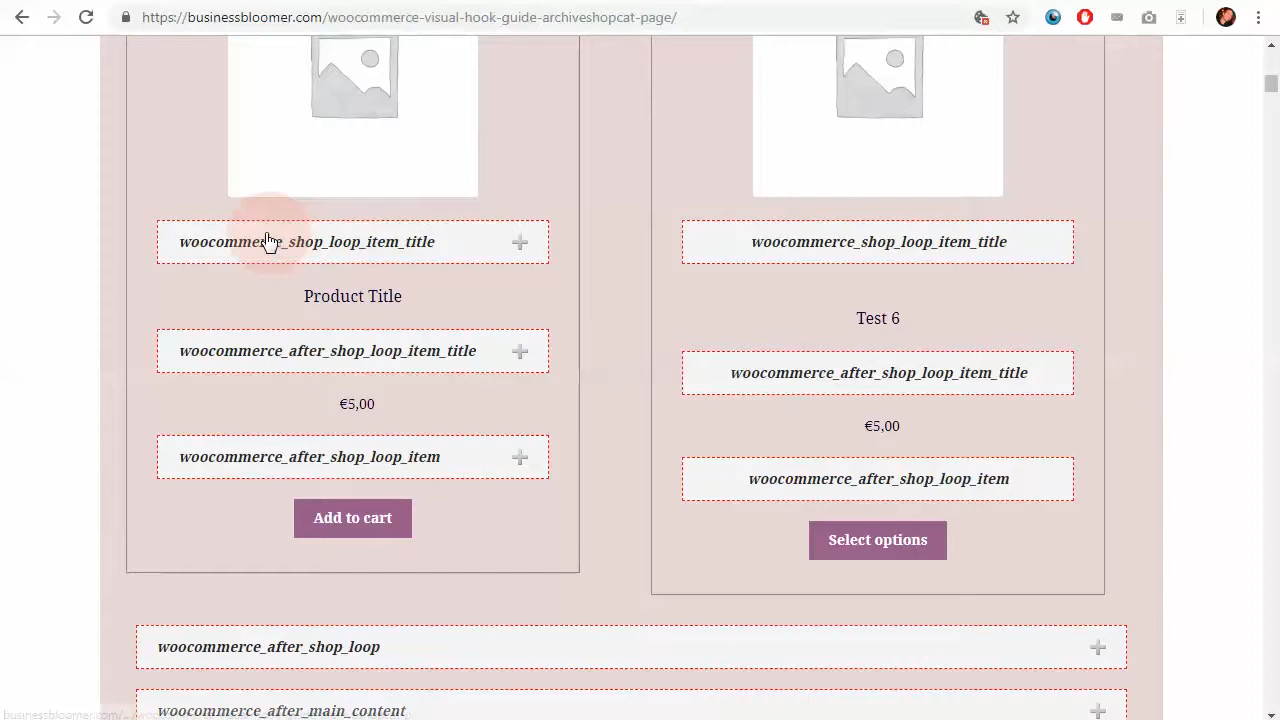 https://businessbloomer.com/woocommerce-visual-hook-guide-archiveshopcat-page/
woocommerce_shop_loop_item_title
woocommerce_shop_loop_item_title
Product Title
Test 6
woocommerce_after_shop_loop_item_title
woocommerce_after_shop_loop_item_title
€5,00
€5,00
woocommerce_after_shop_loop_item
woocommerce_after_shop_loop_item
Add to cart
Select options
woocommerce_after_shop_loop
woocommerce_after_main_content